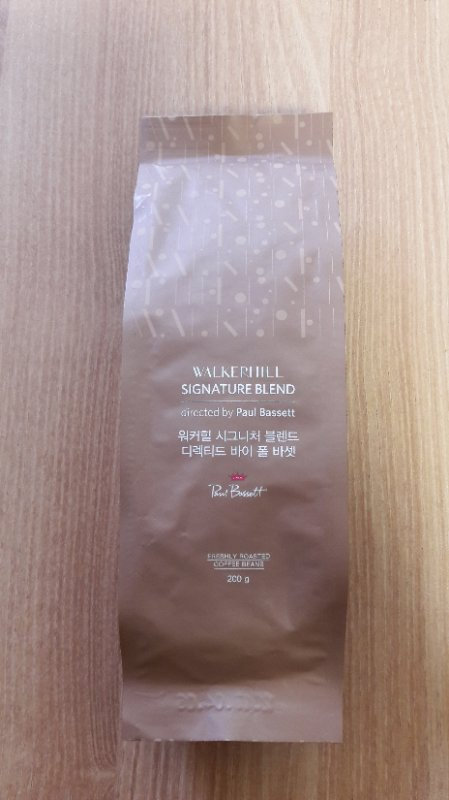 WALKERHILL
SIGNATURE BLEND
directed by Paul Bassett
워커힐 시그니처 블렌드
디렉티드 바이 폴 바셋
Paul Bassett
FRESHLY ROASTED
COFFEE BEANS
200 g